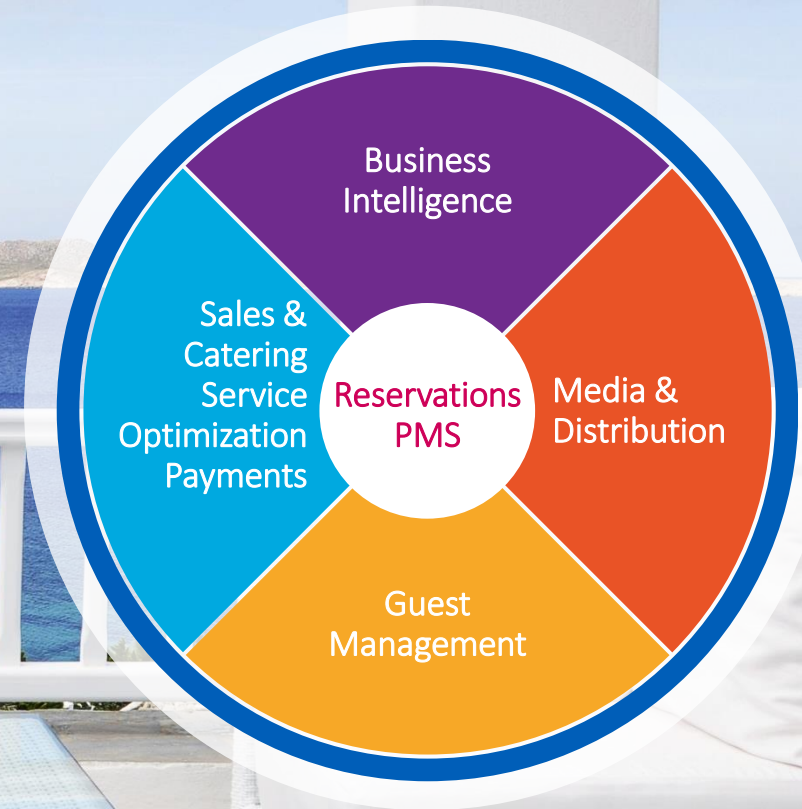 Business
Intelligence
Sales &
Catering
Service
Optimization
Payments
Reservations
PMS
Media &
Distribution
Guest
Management